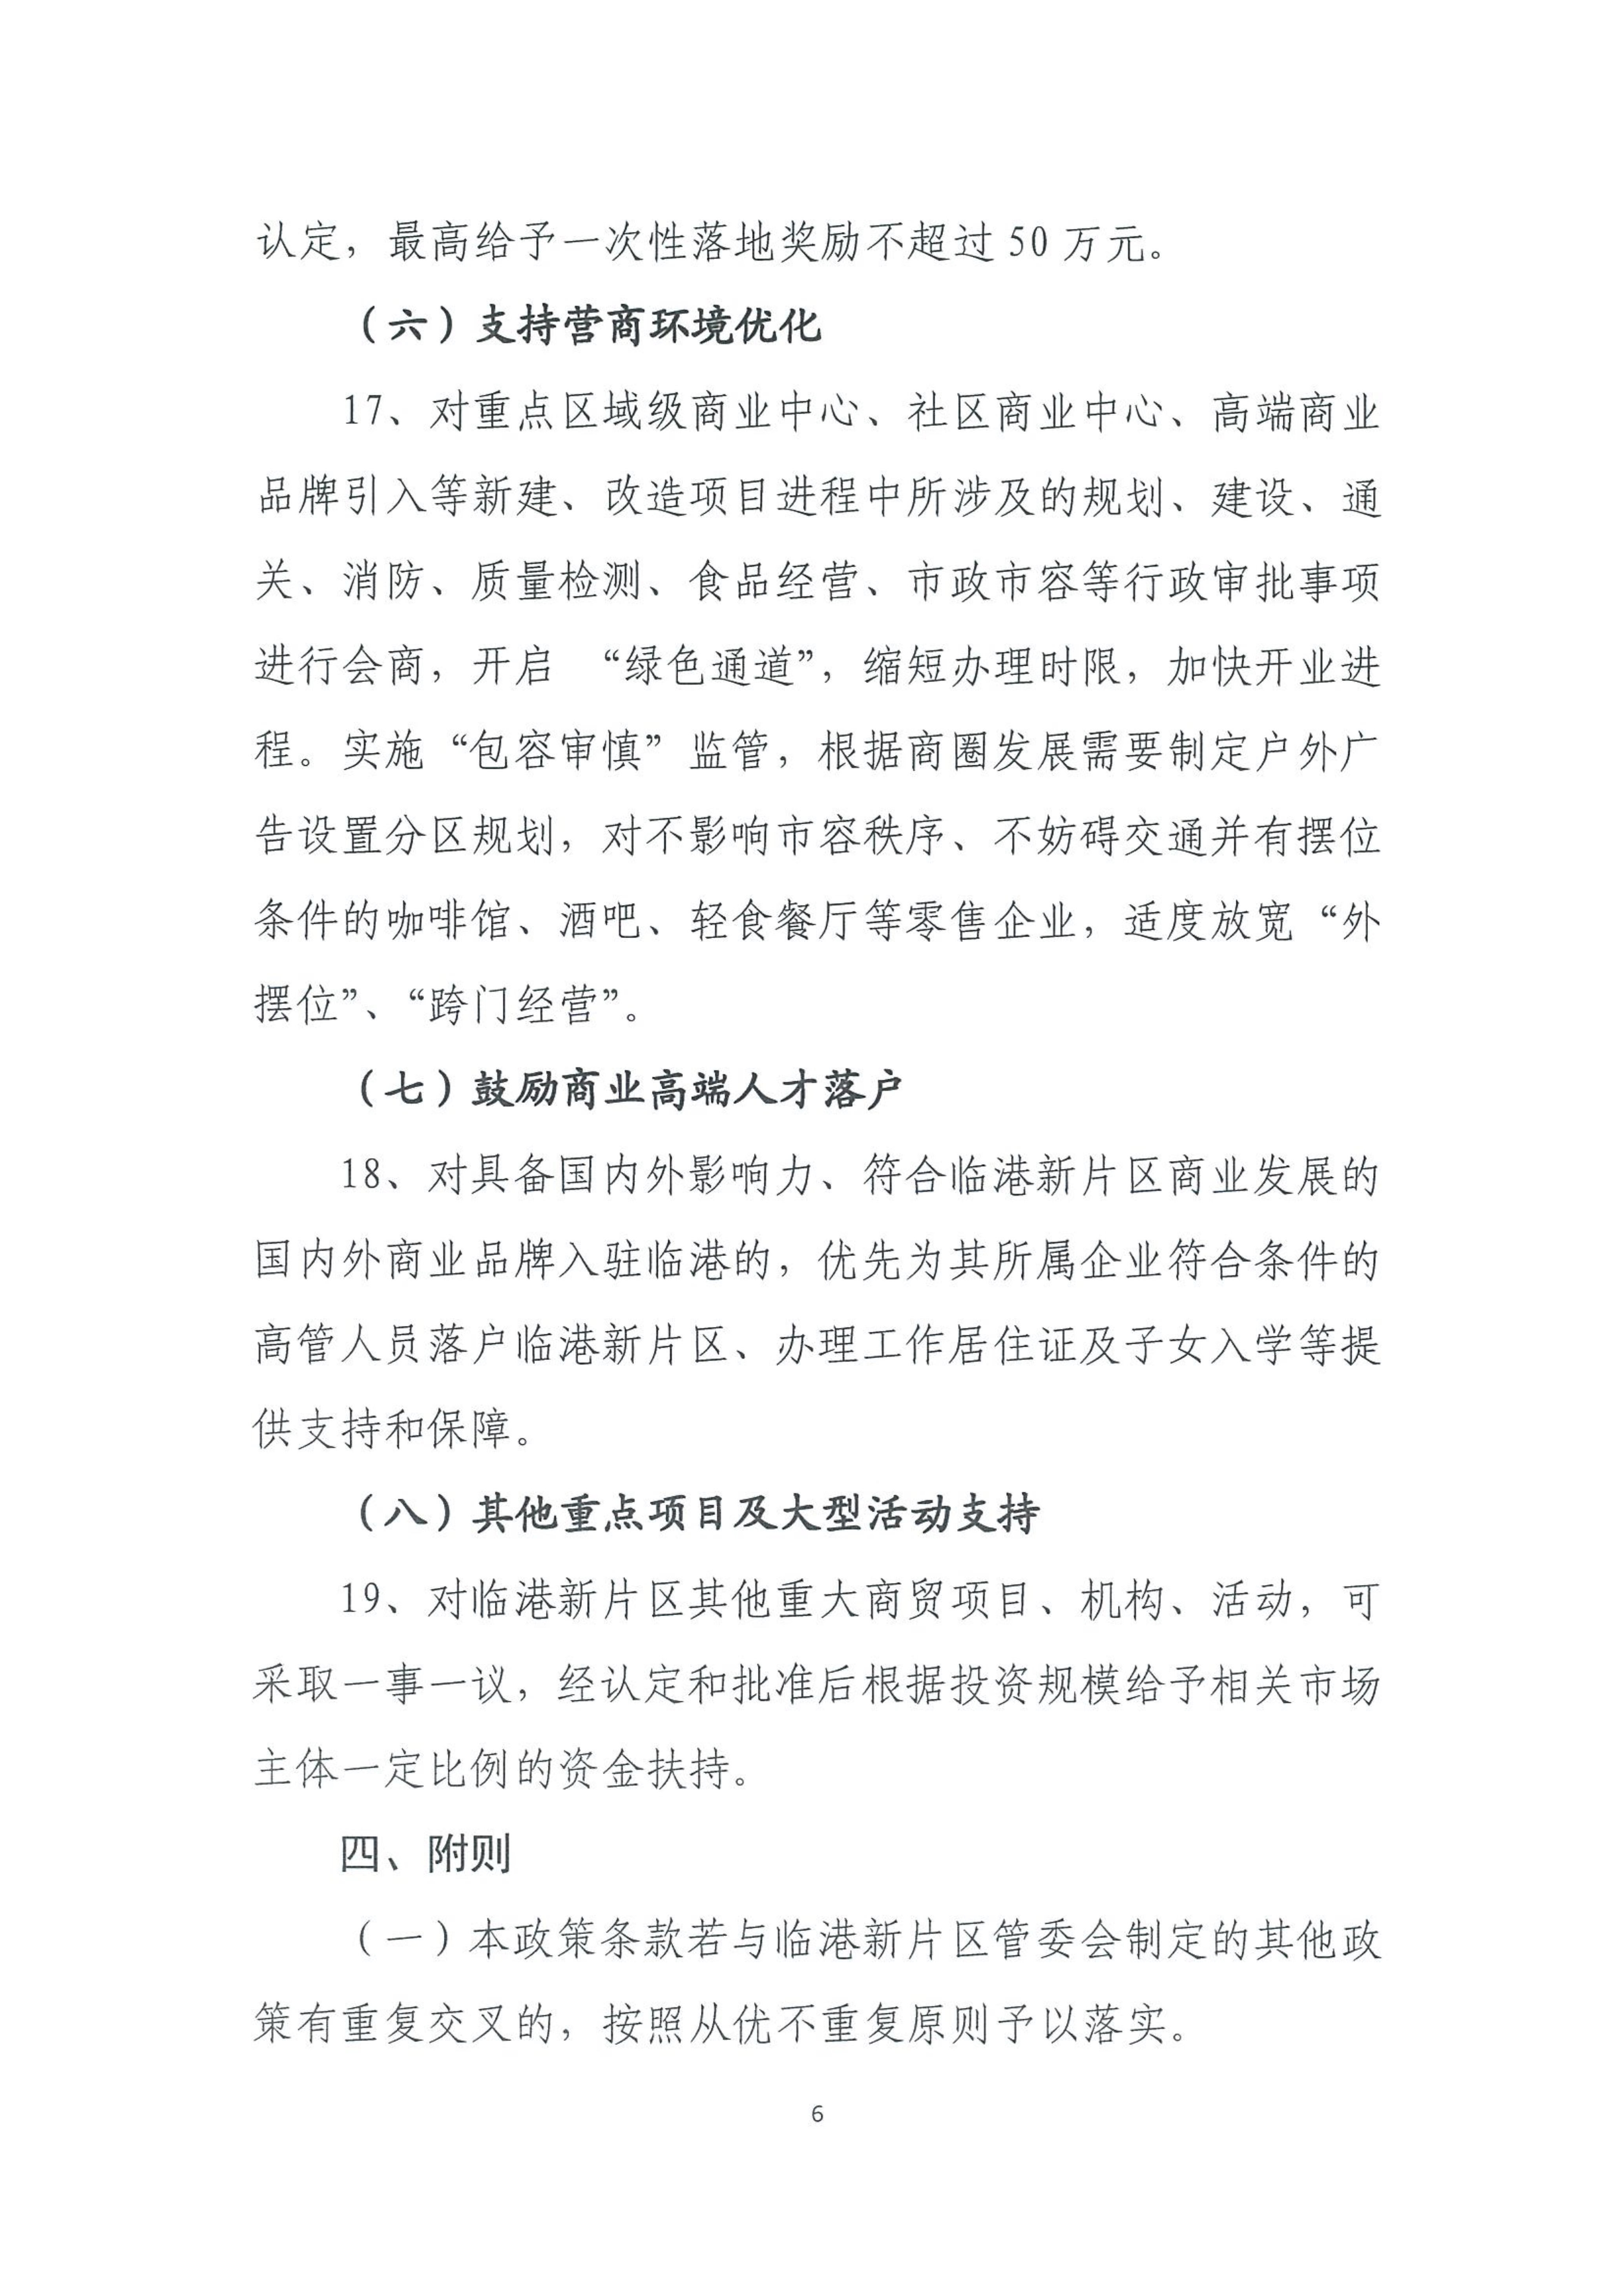 认定，最高给予一次性落地奖励不超过 50 万元。
（六）支持营商环境优化
17、对重点区域级商业中心、社区商业中心、高端商业
品牌引入等新建、改造项目进程中所涉及的规划、建设、通
关、消防、质量检测、食品经营、市政市容等行政审批事项
进行会商，开启 “绿色通道”，缩短办理时限，加快开业进
程。实施“包容审慎”监管，根据商圈发展需要制定户外广
告设置分区规划，对不影响市容秩序、不妨碍交通并有摆位
条件的咖啡馆、酒吧、轻食餐厅等零售企业，适度放宽“外
摆位”、“跨门经营”。
（七）鼓励商业高端人才落户
18、对具备国内外影响力、符合临港新片区商业发展的
国内外商业品牌入驻临港的，优先为其所属企业符合条件的
高管人员落户临港新片区、办理工作居住证及子女入学等提
供支持和保障。
（八）其他重点项目及大型活动支持
19、对临港新片区其他重大商贸项目、机构、活动，可
采取一事一议，经认定和批准后根据投资规模给予相关市场
主体一定比例的资金扶持。
四、附则
（一）本政策条款若与临港新片区管委会制定的其他政
策有重复交叉的，按照从优不重复原则予以落实。
6